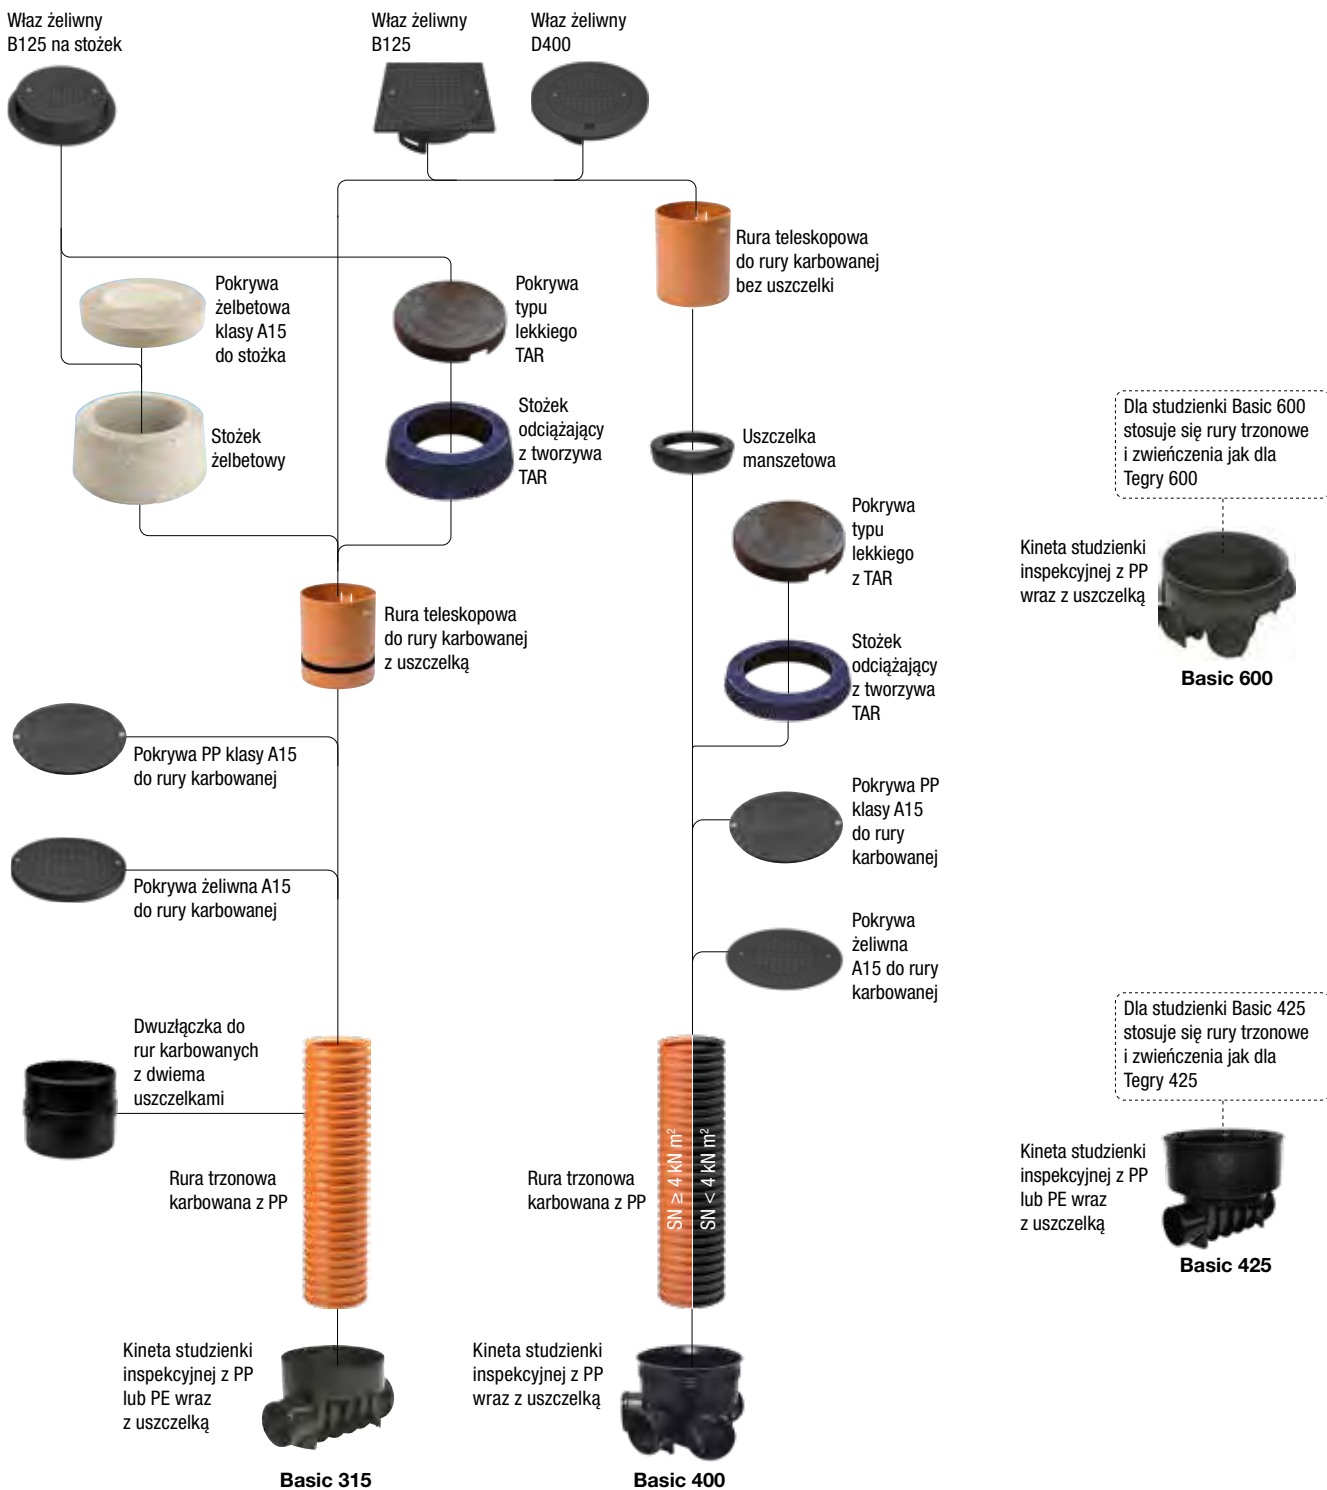 Właz żeliwny
B125 na stożek
Właz żeliwny
B125
Właz żeliwny
D400
Rura teleskopowa
do rury karbowanej
bez uszczelki
Pokrywa
żelbetowa
klasy A15
do stożka
Pokrywa
typu
lekkiego
TAR
Stożek
żelbetowy
Stożek
odciążający
z tworzywa
TAR
Uszczelka
manszetowa
Dla studzienki Basic 600
stosuje się rury trzonowe
i zwieńczenia jak dla
Tegry 600
Pokrywa
typu
lekkiego
z TAR
Kineta studzienki
inspekcyjnej z PP
wraz z uszczelką
Basic 600
Rura teleskopowa
do rury karbowanej
z uszczelką
Stożek
odciążający
z tworzywa
TAR
Pokrywa PP klasy A15
do rury karbowanej
Pokrywa PP
klasy A15
do rury
karbowanej
Pokrywa żeliwna A15
do rury karbowanej
Pokrywa
żeliwna
A15 do rury
karbowanej
Dwuzłączka do
rur karbowanych
z dwiema
uszczelkami
Dla studzienki Basic 425
stosuje się rury trzonowe
i zwieńczenia jak dla
Tegry 425
Rura trzonowa
karbowana z PP
Rura trzonowa
karbowana z PP
SN ≥ 4 kN m²
SN < 4 kN m²
Kineta studzienki
inspekcyjnej z PP
lub PE wraz
z uszczelką
Basic 425
Kineta studzienki
inspekcyjnej z PP
lub PE wraz
z uszczelką
Basic 315
Kineta studzienki
inspekcyjnej z PP
wraz z uszczelką
Basic 400